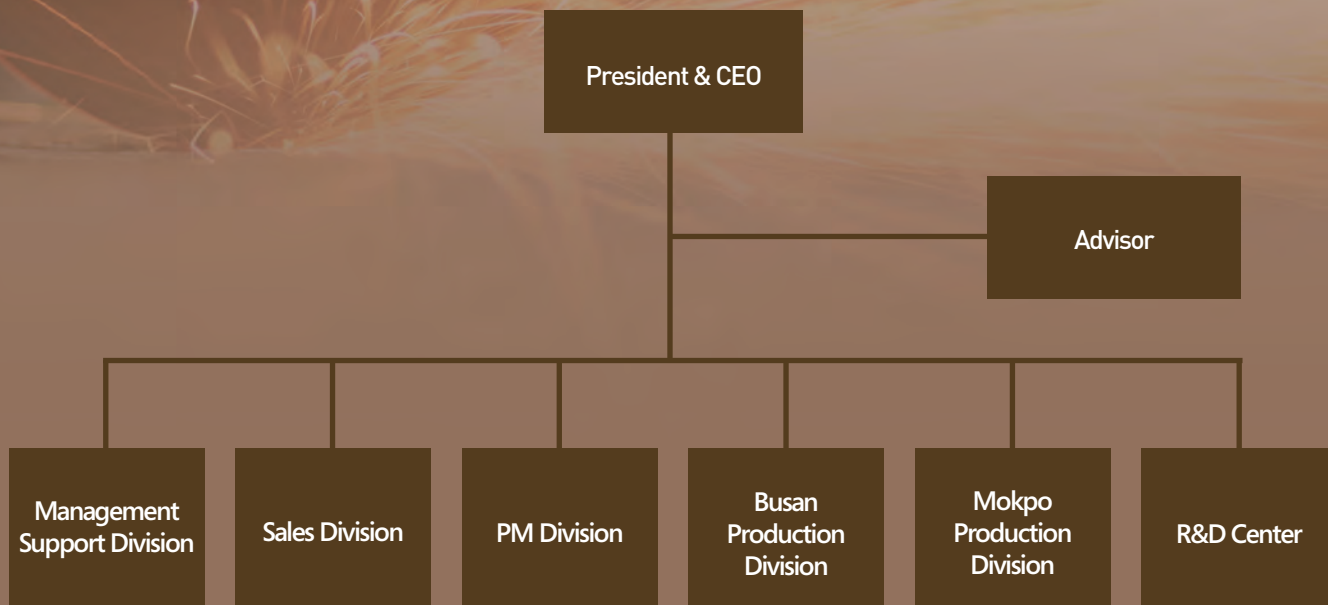 President & CEO
Advisor
Management
Support Division
Sales Division
PM Division
Busan
Production
Division
Mokpo
Production
Division
R&D Center